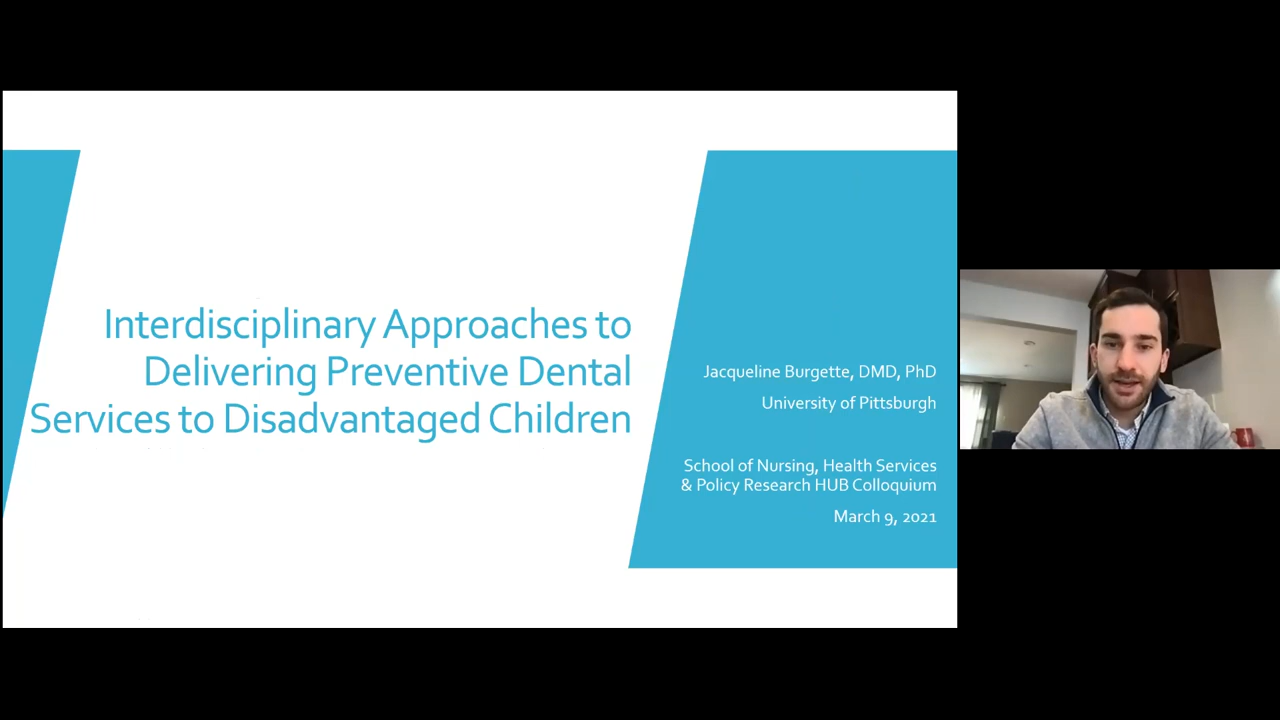 Interdisciplinary Approaches to
Delivering Preventive Dental
Services to Disadvantaged Children
Jacqueline Burgette, DMD, PhD
University of Pittsburgh
School of Nursing, Health Services
& Policy Research HUB Colloquium
March 9, 2021